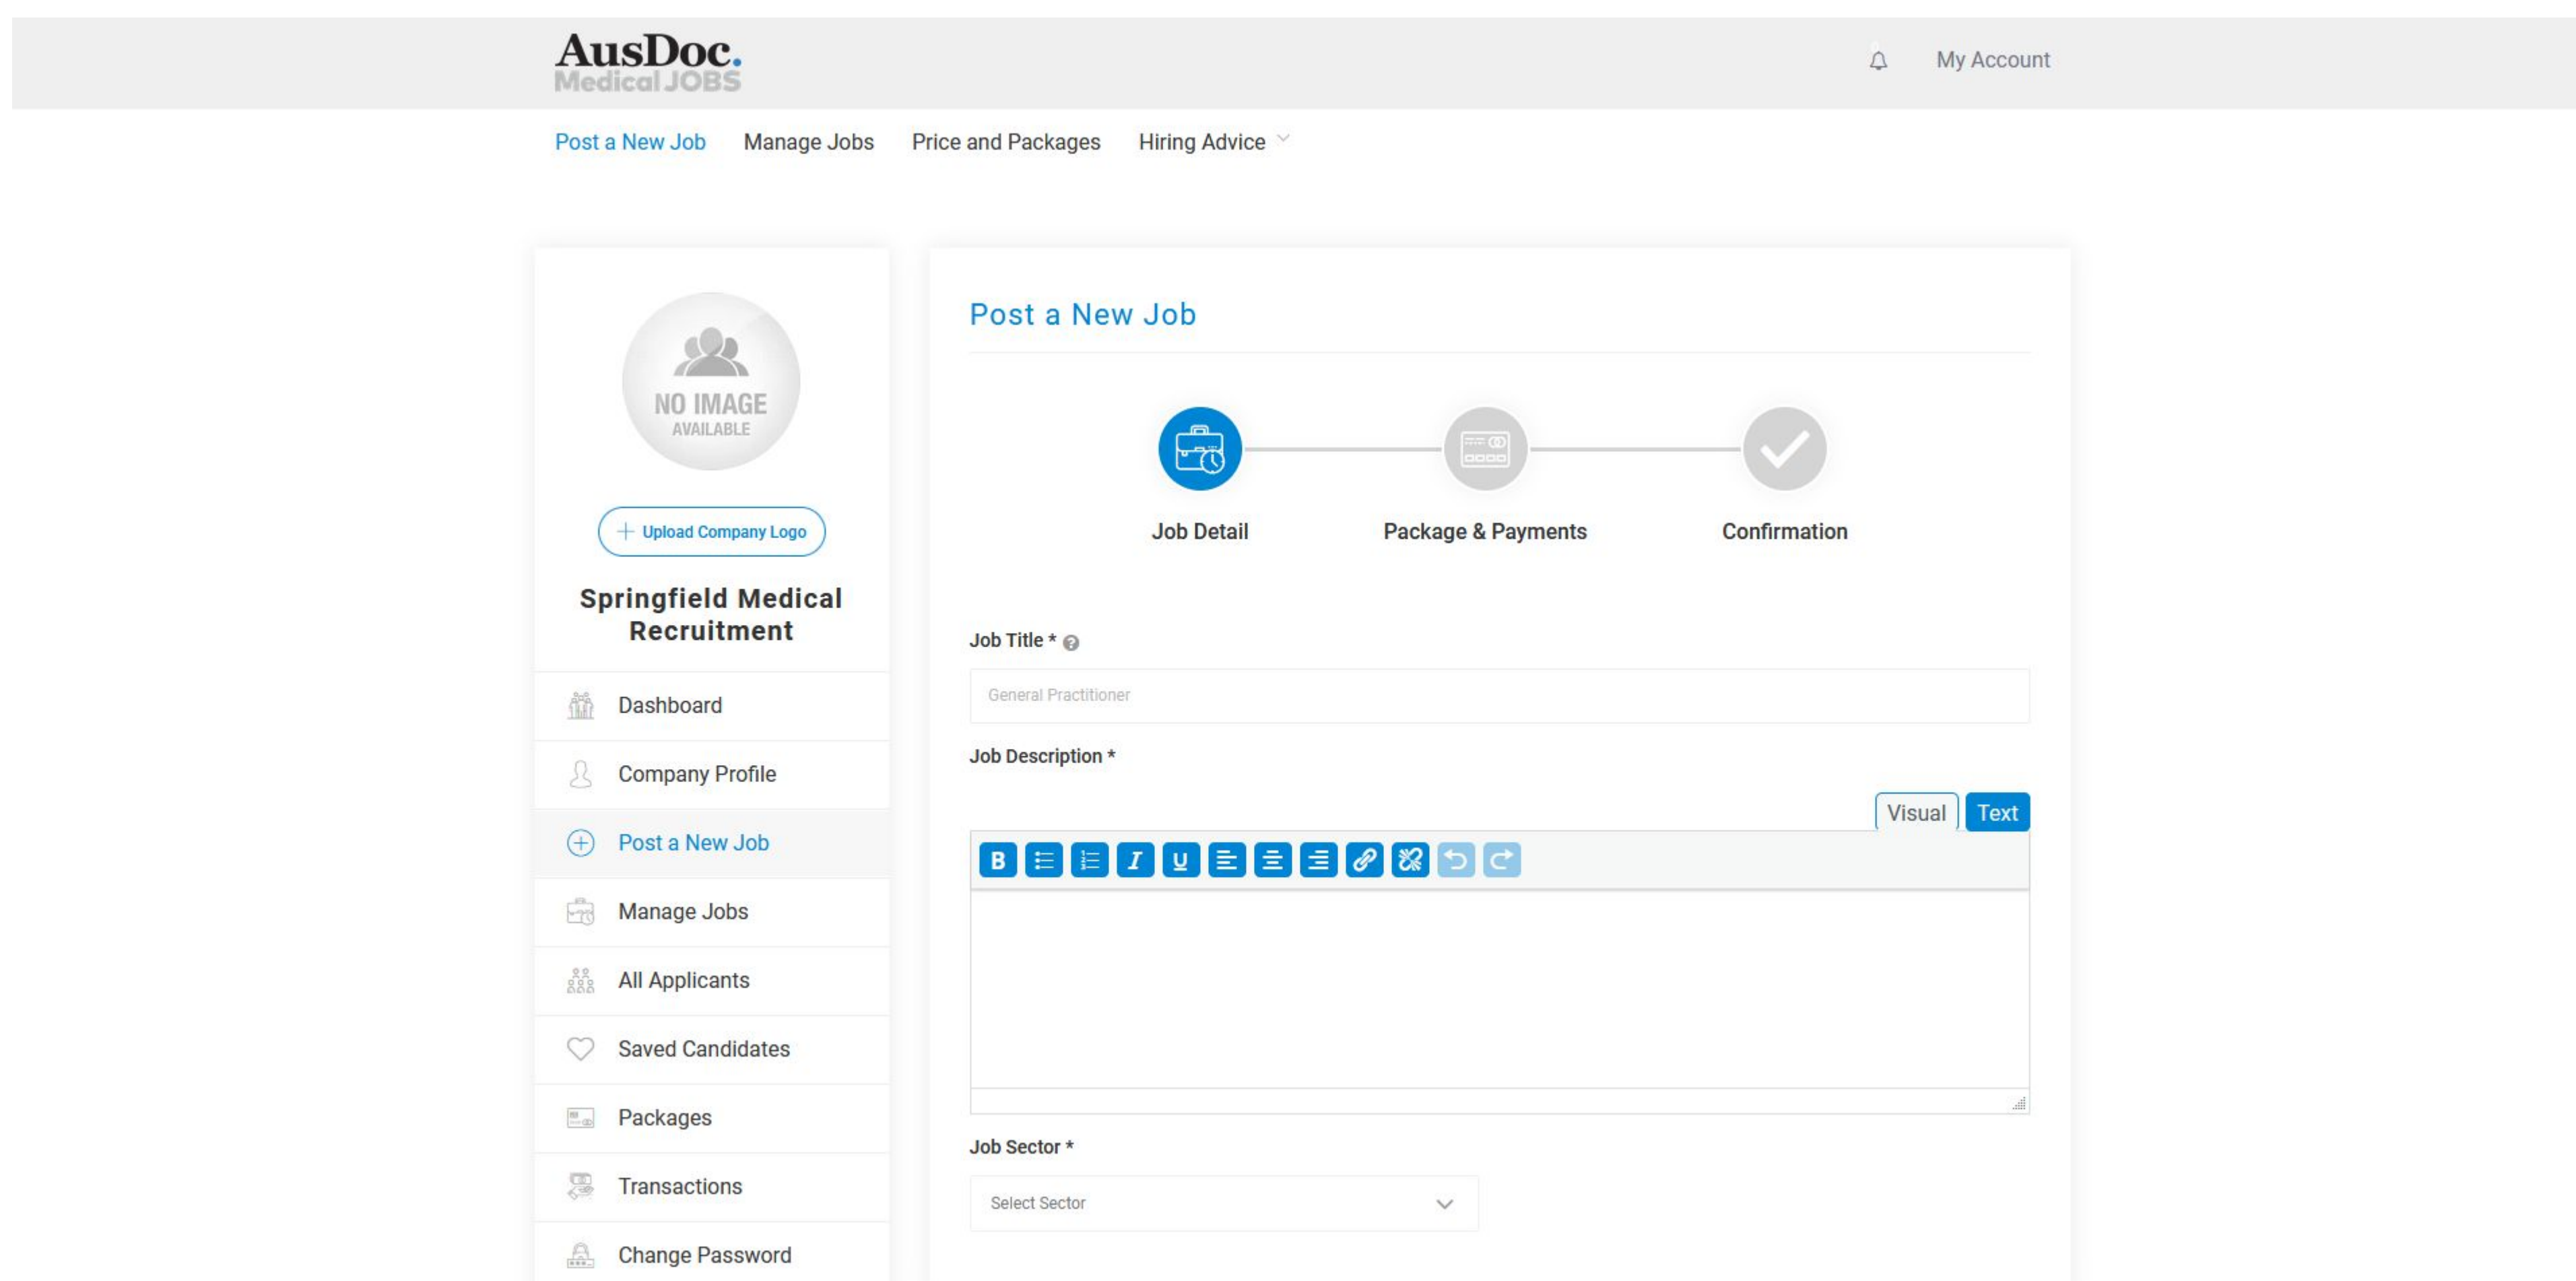 AusDoc.
Medical JOBS
My Account
Post a New Job
Manage Jobs
Price and Packages
Hiring Advice
NO IMAGE
AVAILABLE
Upload Company Logo
Springfield Medical
Recruitment
Dashboard
Company Profile
Post a New Job
Manage Jobs
All Applicants
Saved Candidates
Packages
Transactions
Change Password
Post a New Job
Job Detail
Package & Payments
Confirmation
Job Title *
General Practitioner
Job Description *
Visual
Text
Job Sector *
Select Sector